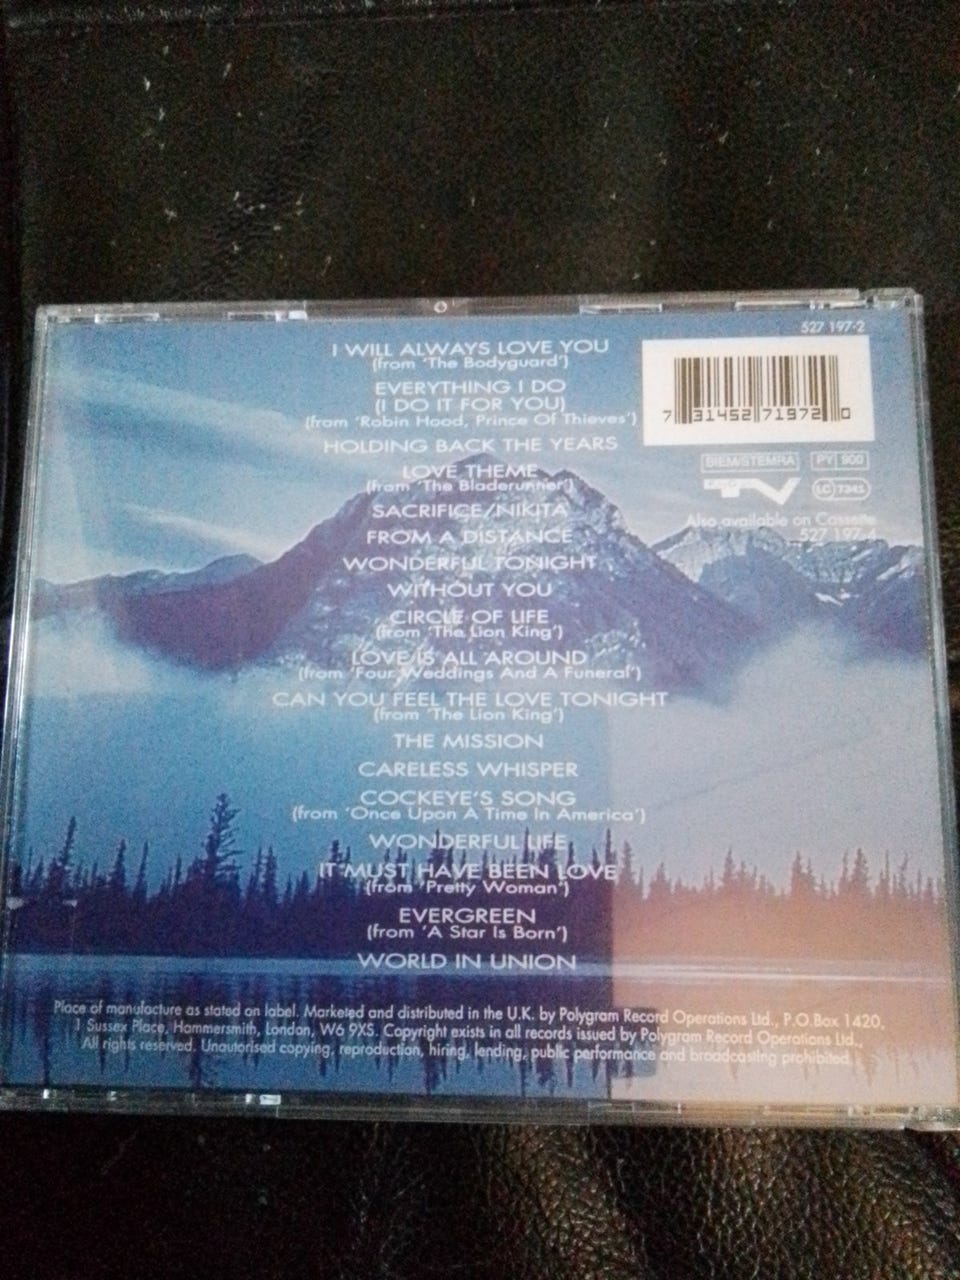 527 197-2
I WILL ALWAYS LOVE YOU
(from 'The Bodyguard')
EVERYTHING I DO
(I DO IT FOR YOU)
(from 'Robin Hood, Prince Of Thieves')
7 31452 71972 0
HOLDING BACK THE YEARS
LOVE THEME
(from 'The Bladerunner')
BIEM/STEMRA PY 900
TV LC 7341
SACRIFICE/NIKITA
Also available on Cassette
527 197
FROM A DISTANCE
WONDERFUL TONIGHT
WITHOUT YOU
CIRCLE OF LIFE
(from 'The Lion King')
LOVE IS ALL AROUND
(from 'Four Weddings And A Funeral')
CAN YOU FEEL THE LOVE TONIGHT
(from 'The Lion King')
THE MISSION
CARELESS WHISPER
COCKEYE'S SONG
(from 'Once Upon A Time In America')
WONDERFUL LIFE
IT MUST HAVE BEEN LOVE
(from 'Pretty Woman')
EVERGREEN
(from 'A Star Is Born')
WORLD IN UNION
Place of manufacture as stated on label. Marketed and distributed in the U.K. by Polygram Record Operations Ltd., P.O.Box 1420,
1 Sussex Place, Hammersmith, London, W6 9XS. Copyright exists in all records issued by Polygram Record Operations Ltd.,
All rights reserved. Unauthorised copying, reproduction, hiring, lending, public performance and broadcasting prohibited.